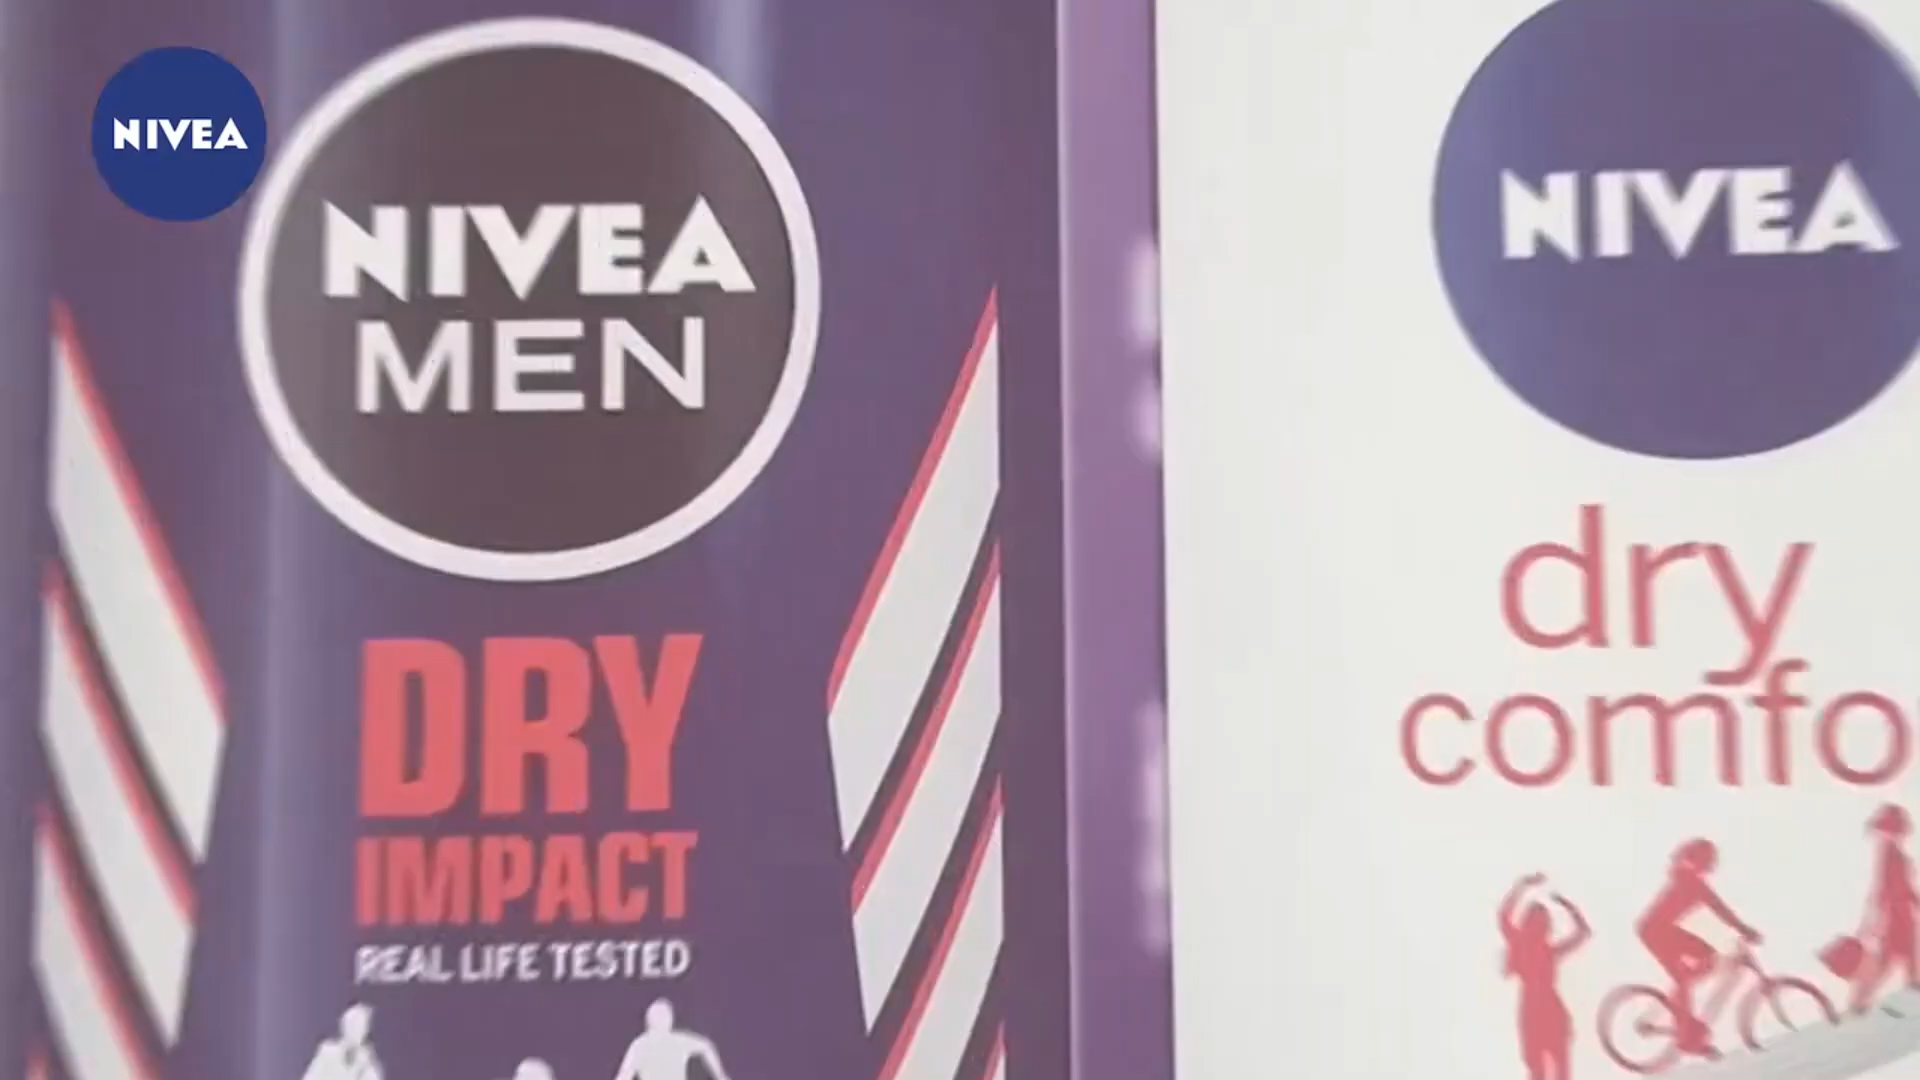 NIVEA
NIVEA
MEN
DRY
IMPACT
REAL LIFE TESTED
NIVEA
dry
comfo